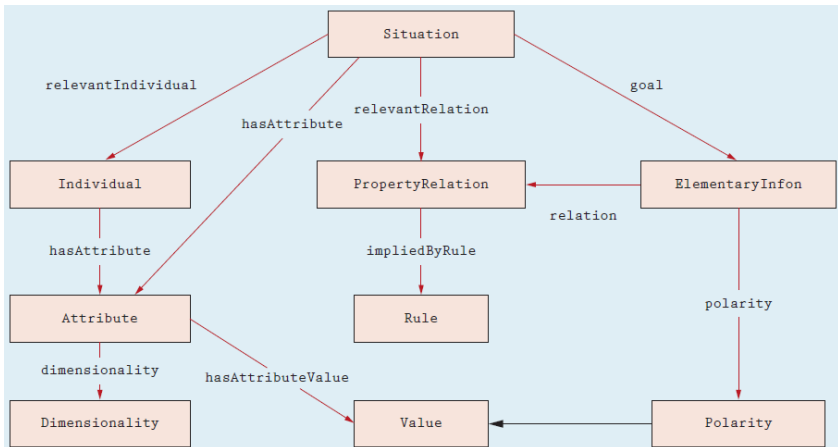 Situation
relevantIndividual
goal
relevantRelation
hasAttribute
Individual
PropertyRelation
ElementaryInfon
relation
hasAttribute
impliedByRule
polarity
Attribute
Rule
dimensionality
hasAttributeValue
Dimensionality
Value
Polarity